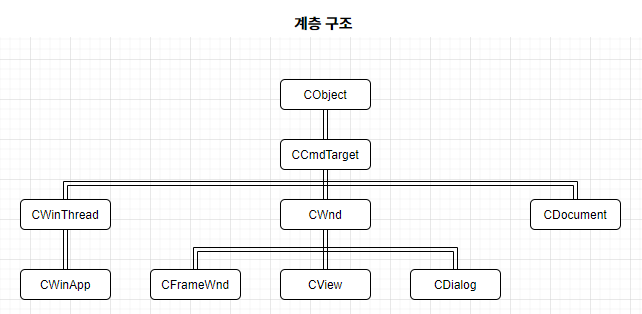 계층 구조
CObject
CCmdTarget
CWinThread CWnd CDocument
CWinApp CFrameWnd CView CDialog